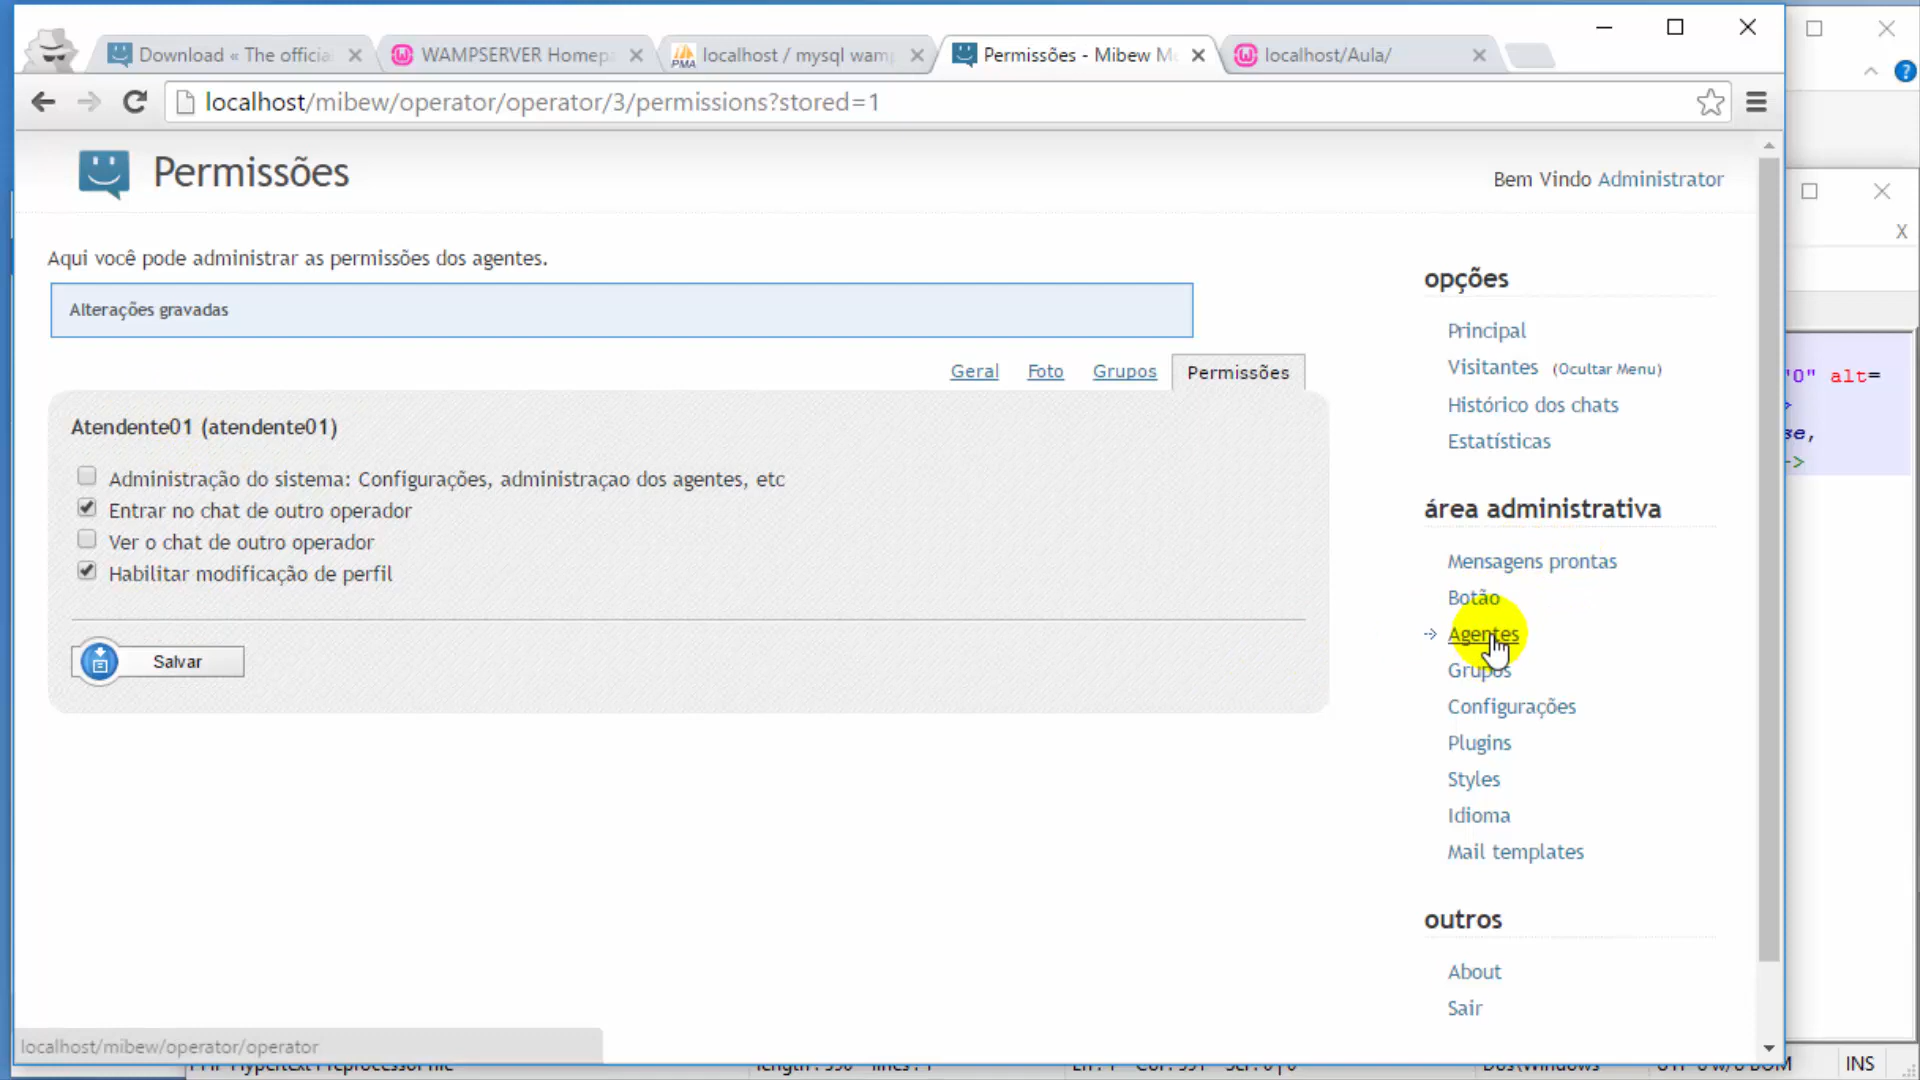 Download « The officia
WAMPSERVER Homep
localhost / mysql wamp
Permissões - Mibew M
localhost/Aula/
localhost/mibew/operator/operator/3/permissions?stored=1
Permissões
Bem Vindo Administrator
Aqui você pode administrar as permissões dos agentes.
Alterações gravadas
Geral
Foto
Grupos
Permissões
Atendente01 (atendente01)
Administração do sistema: Configurações, administraçao dos agentes, etc
Entrar no chat de outro operador
Ver o chat de outro operador
Habilitar modificação de perfil
Salvar
opções
Principal
Visitantes (Ocultar Menu)
Histórico dos chats
Estatísticas
área administrativa
Mensagens prontas
Botão
Agentes
Grupos
Configurações
Plugins
Styles
Idioma
Mail templates
outros
About
Sair
"0" alt=
se,
->
localhost/mibew/operator/operator
INS